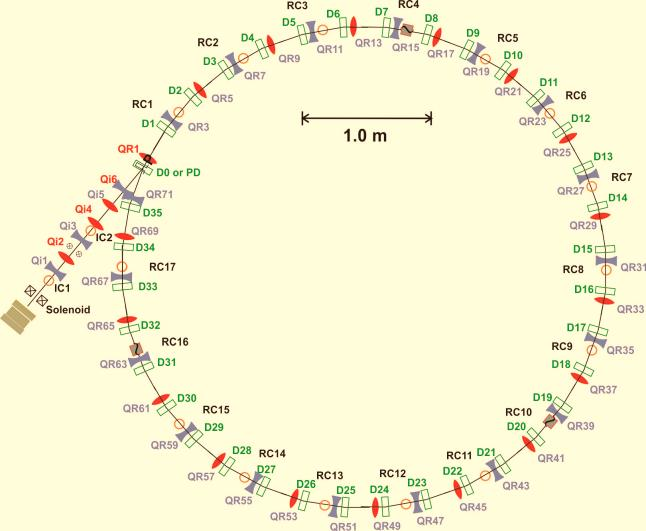 RC4
RC3
D6
D7
D8
D5
RC5
D4
QR11
QR13
QR15
QR17
D9
RC2
QR9
QR19
D10
D3
QR7
QR21
D11
RC6
D2
QR5
QR23
D12
RC1
QR3
1.0 m
QR25
D1
D13
QR1
P
RC7
D0 or PD
QR27
D14
Qi6
QR71
Qi5
D35
QR29
Qi4
Qi3
QR69
IC2
D34
D15
Qi2
Qi1
RC17
RC8
QR31
IC1
QR67
D33
D16
Solenoid
QR33
QR65
D32
D17
RC16
RC9
QR35
QR63
D31
D18
QR37
QR61
D30
D19
RC15
RC10
QR39
D29
D20
QR59
D28
RC14
RC11
QR41
QR57
D27
RC13
RC12
D21
D22
QR43
QR55
D26
D25
D24
D23
QR45
QR53
QR51
QR49
QR47